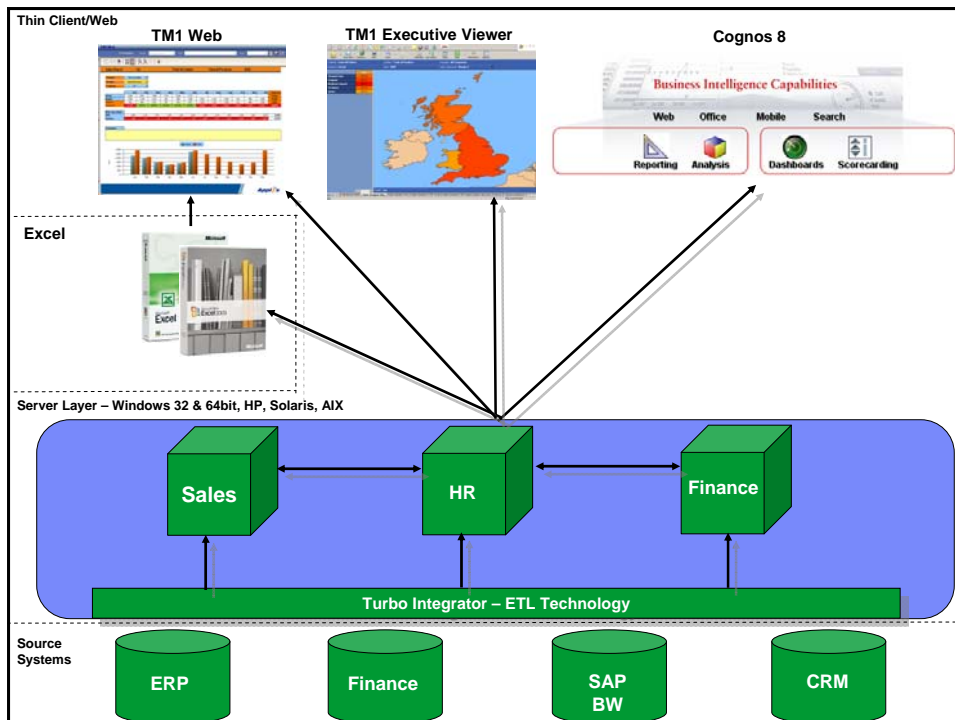 Thin Client/Web
TM1 Web
TM1 Executive Viewer
Cognos 8
Business Intelligence Capabilities
Web Office Mobile Search
Reporting Analysis Dashboards Scorecarding
Excel
Microsoft
Excel
Server Layer – Windows 32 & 64bit, HP, Solaris, AIX
Sales
HR
Finance
Turbo Integrator – ETL Technology
Source
Systems
ERP
Finance
SAP
BW
CRM